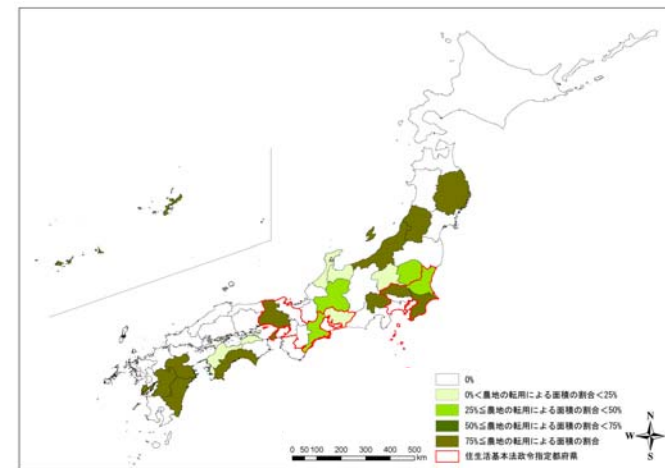 0%
0%<農地の転用による面積の割合<25%
25%≦農地の転用による面積の割合<50%
50%≦農地の転用による面積の割合<75%
75%≦農地の転用による面積の割合
住生活基本法政令指定都府県
0 50 100 200 300 400 500
km
N
W E
S